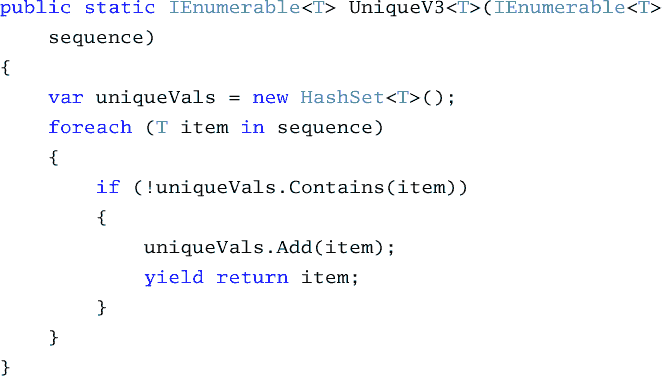 public static IEnumerable<T> UniqueV3<T>(IEnumerable<T>
    sequence)
{
    var uniqueVals = new HashSet<T>();
    foreach (T item in sequence)
    {
        if (!uniqueVals.Contains(item))
        {
            uniqueVals.Add(item);
            yield return item;
        }
    }
}